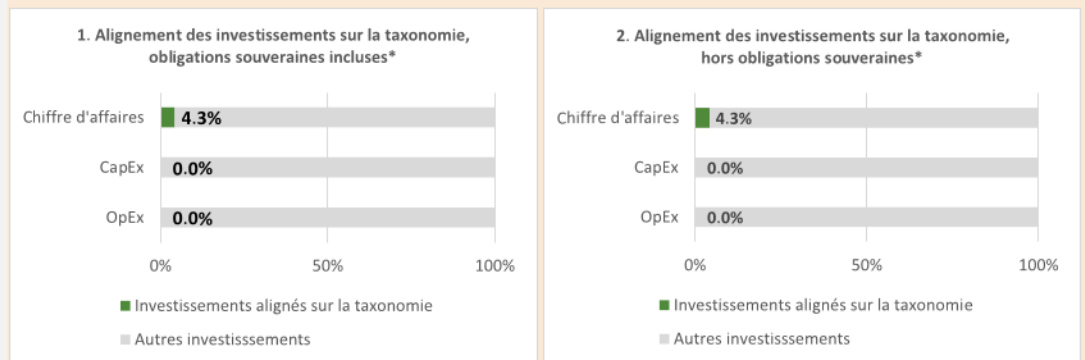 1. Alignement des investissements sur la taxonomie,
obligations souveraines incluses*
Chiffre d'affaires
4.3%
CapEx
0.0%
OpEx
0.0%
0%
50%
100%
Investissements alignés sur la taxonomie
Autres investisssements
2. Alignement des investissements sur la taxonomie,
hors obligations souveraines*
Chiffre d'affaires
4.3%
CapEx
0.0%
OpEx
0.0%
0%
50%
100%
Investissements alignés sur la taxonomie
Autres investisssements